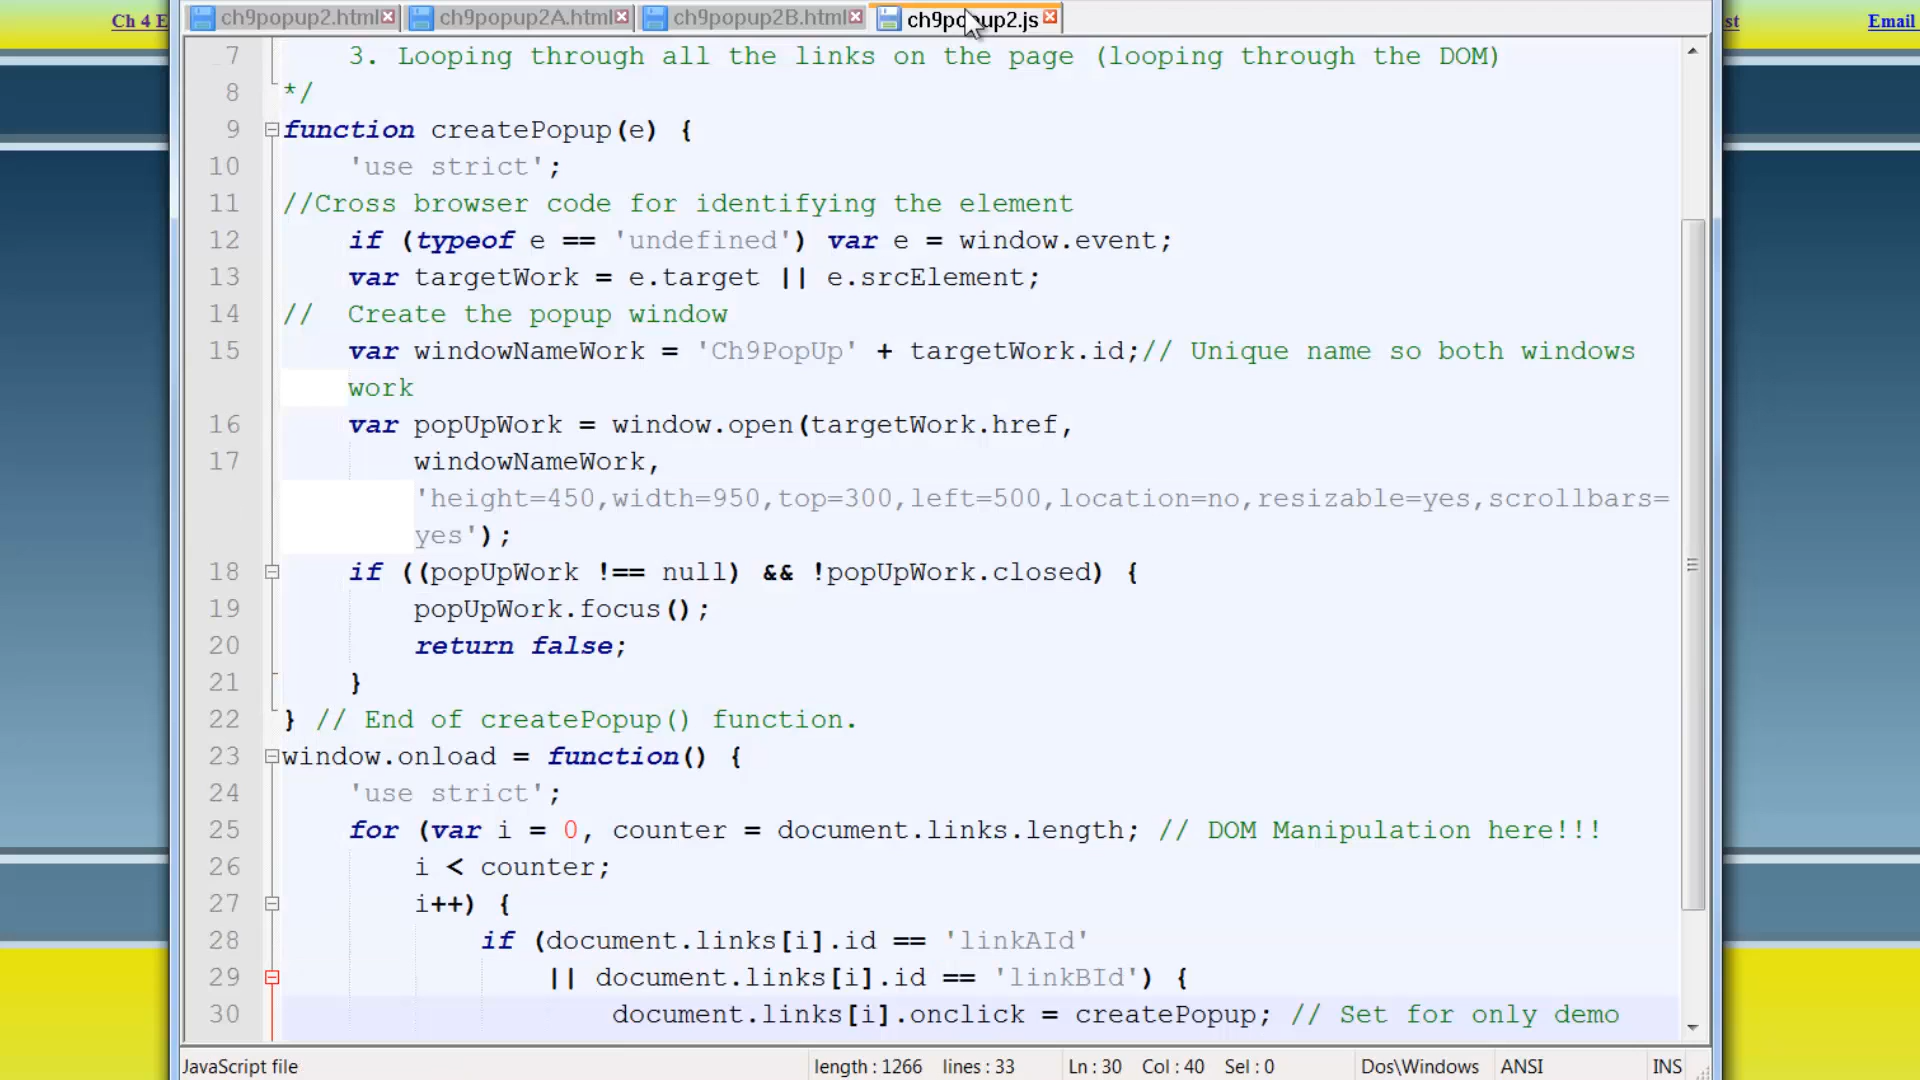 Ch 4 E
ch9popup2.html
ch9popup2A.html
ch9popup2B.html
ch9popup2.js
st
Email
7 3. Looping through all the links on the page (looping through the DOM)
8 */
9 function createPopup(e) {
10 'use strict';
11 //Cross browser code for identifying the element
12 if (typeof e == 'undefined') var e = window.event;
13 var targetWork = e.target || e.srcElement;
14 // Create the popup window
15 var windowNameWork = 'Ch9PopUp' + targetWork.id;// Unique name so both windows
work
16 var popUpWork = window.open(targetWork.href,
17 windowNameWork,
'height=450,width=950,top=300,left=500,location=no,resizable=yes,scrollbars=
yes');
18 if ((popUpWork !== null) && !popUpWork.closed) {
19 popUpWork.focus();
20 return false;
21 }
22 } // End of createPopup() function.
23 window.onload = function() {
24 'use strict';
25 for (var i = 0, counter = document.links.length; // DOM Manipulation here!!!
26 i < counter;
27 i++) {
28 if (document.links[i].id == 'linkAId'
29 || document.links[i].id == 'linkBId') {
30 document.links[i].onclick = createPopup; // Set for only demo
JavaScript file
length : 1266 lines : 33
Ln : 30 Col : 40 Sel : 0
Dos\Windows
ANSI
INS